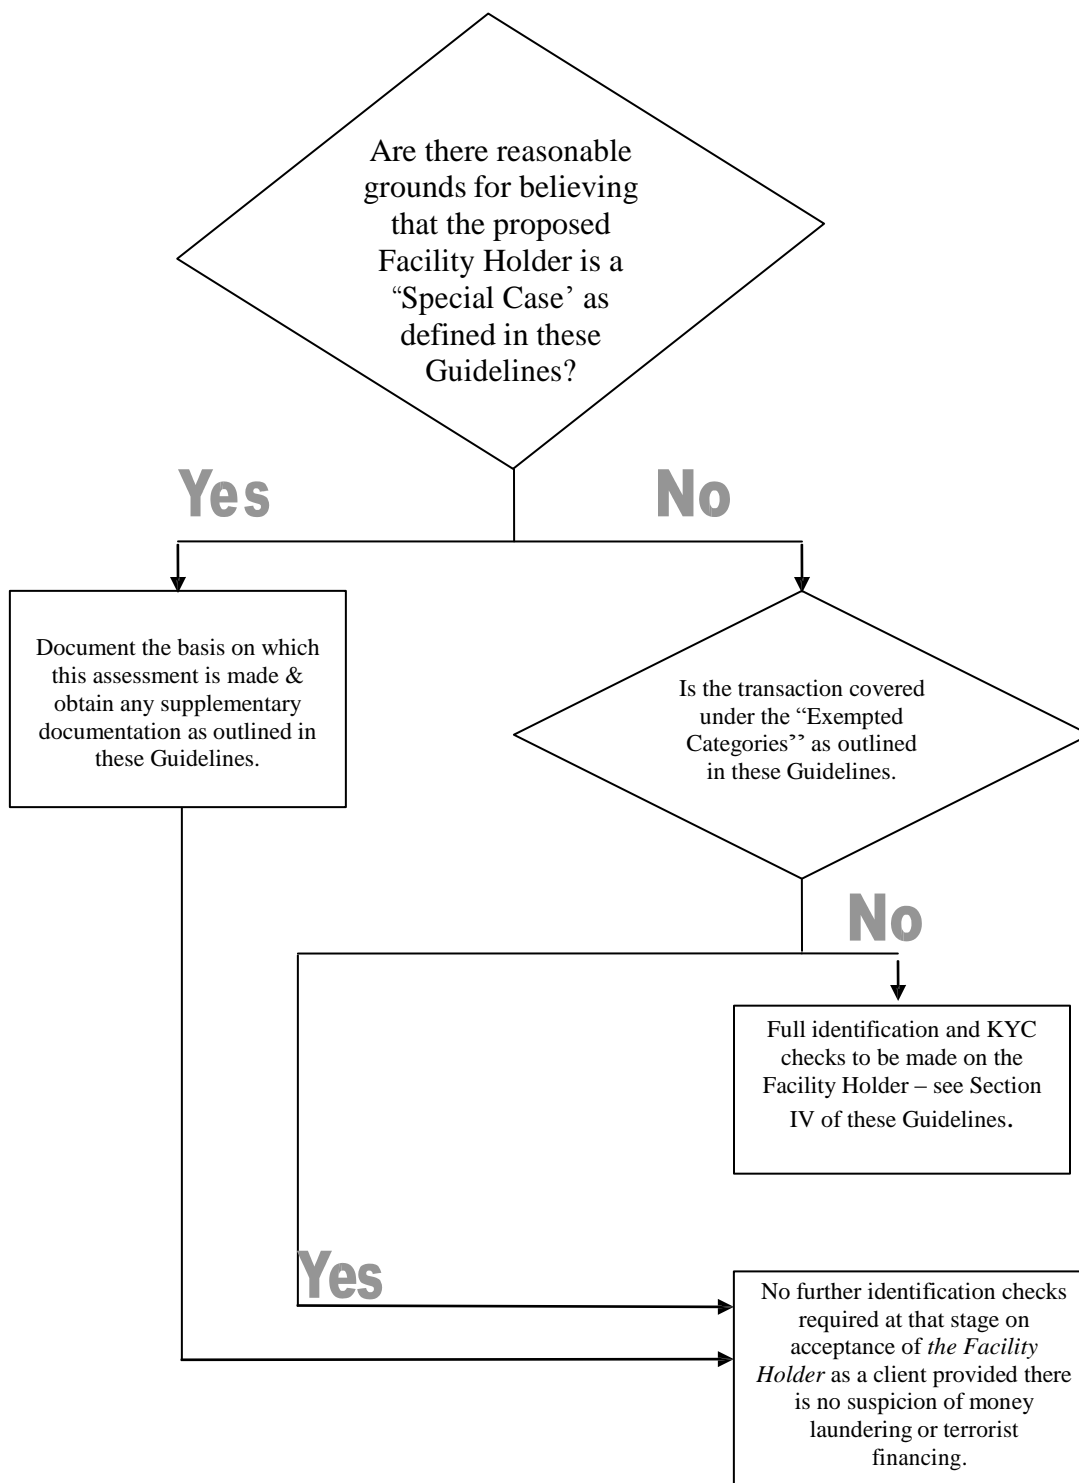 Are there reasonable
grounds for believing
that the proposed
Facility Holder is a
“Special Case’ as
defined in these
Guidelines?
Yes
No
Document the basis on which
this assessment is made &
obtain any supplementary
documentation as outlined in
these Guidelines.
Is the transaction covered
under the “Exempted
Categories” as outlined
in these Guidelines.
No
Full identification and KYC
checks to be made on the
Facility Holder – see Section
IV of these Guidelines.
Yes
No further identification checks
required at that stage on
acceptance of the Facility
Holder as a client provided there
is no suspicion of money
laundering or terrorist
financing.